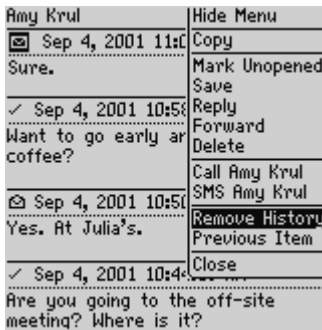 Amy Krul
Sep 4, 2001 11:
Sure.
Sep 4, 2001 10:5
Want to go early
coffee?
Sep 4, 2001 10:5
Yes. At Julia's.
Sep 4, 2001 10:4
Are you going to the off-site
meeting? Where is it?
Hide Menu
Copy
Mark Unopened
Save
Reply
Forward
Delete
Call Amy Krul
SMS Amy Krul
Remove History
Previous Item
Close